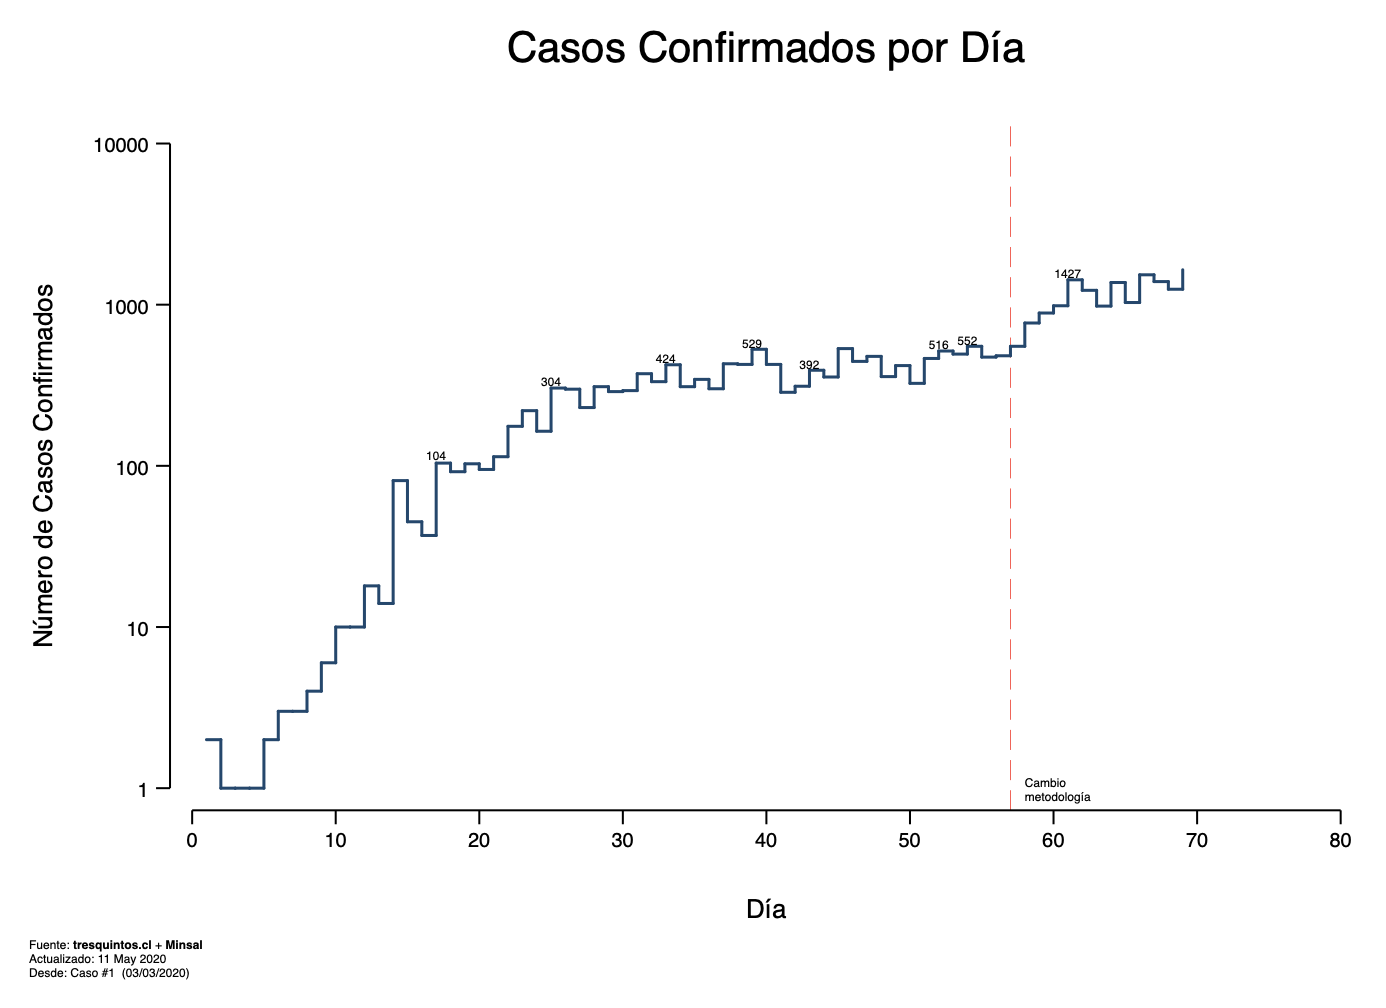 Casos Confirmados por Día
10000
1000
100
10
1
Número de Casos Confirmados
104
304
424
529
392
516
552
1427
Cambio
metodología
0 10 20 30 40 50 60 70 80
Día
Fuente: tresquintos.cl + Minsal
Actualizado: 11 May 2020
Desde: Caso #1 (03/03/2020)